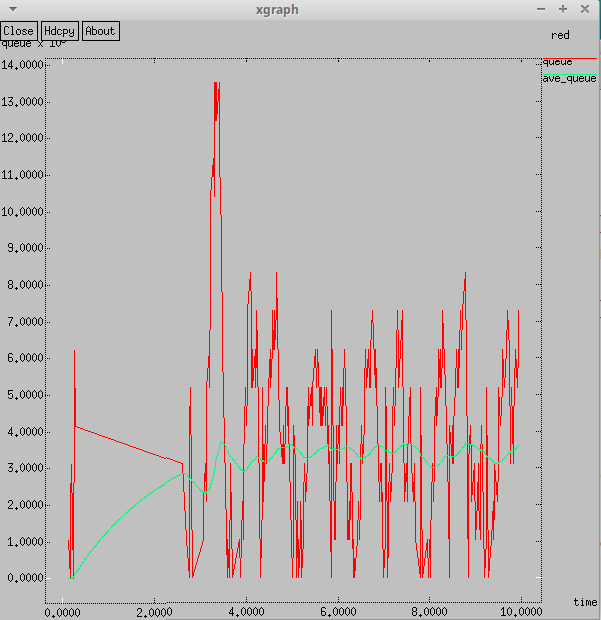 xgraph
Close Hdcpy About
queue x 10³
red
queue
ave_queue
14.0000
13.0000
12.0000
11.0000
10.0000
9.0000
8.0000
7.0000
6.0000
5.0000
4.0000
3.0000
2.0000
1.0000
0.0000
time
0.0000 2.0000 4.0000 6.0000 8.0000 10.0000